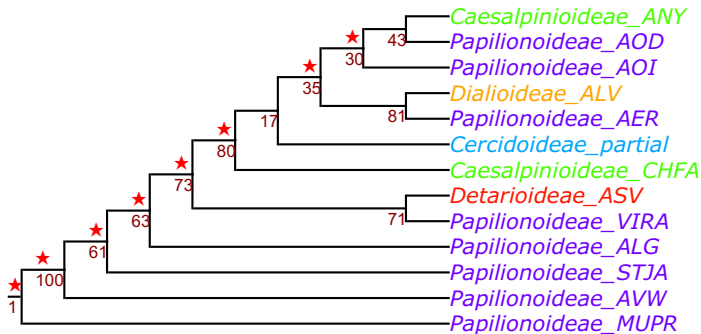 Caesalpinioideae_ANY
43
Papilionoideae_AOD
30
Papilionoideae_AOI
35
Dialioideae_ALV
81
Papilionoideae_AER
17
Cercidoideae_partial
80
Caesalpinioideae_CHFA
73
Detarioideae_ASV
71
Papilionoideae_VIRA
63
Papilionoideae_ALG
61
Papilionoideae_STJA
100
Papilionoideae_AVW
1
Papilionoideae_MUPR